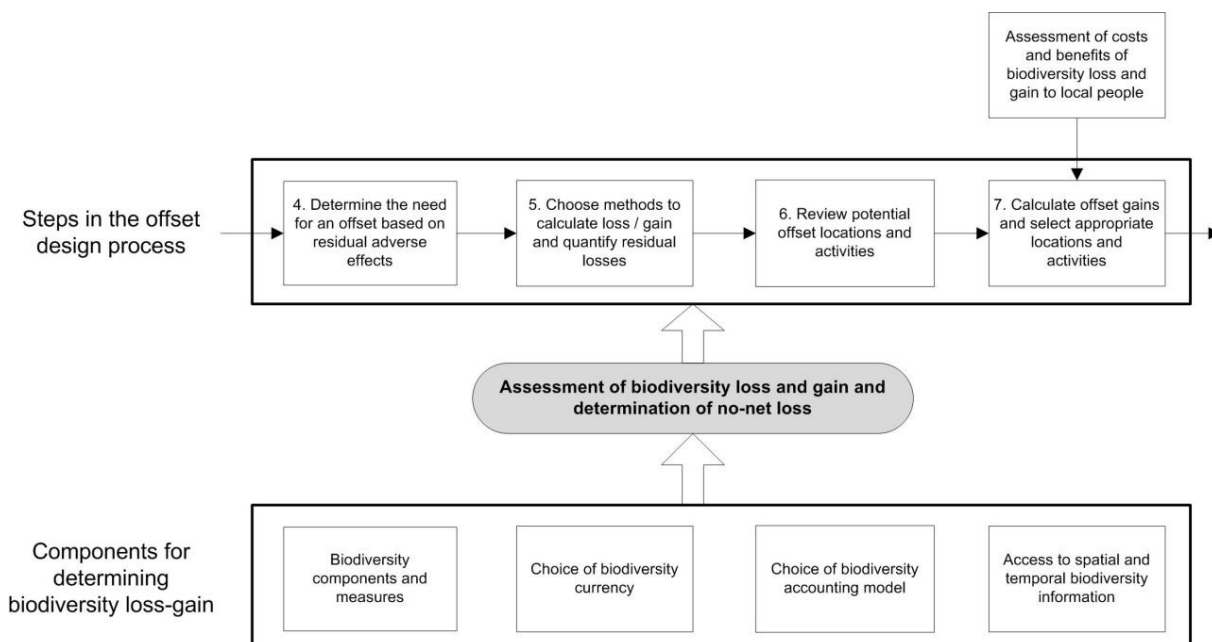 Assessment of costs
and benefits of
biodiversity loss and
gain to local people
Steps in the offset
design process
4. Determine the need
for an offset based on
residual adverse
effects
5. Choose methods to
calculate loss / gain
and quantify residual
losses
6. Review potential
offset locations and
activities
7. Calculate offset gains
and select appropriate
locations and
activities
Assessment of biodiversity loss and gain and
determination of no-net loss
Components for
determining
biodiversity loss-gain
Biodiversity
components and
measures
Choice of biodiversity
currency
Choice of biodiversity
accounting model
Access to spatial and
temporal biodiversity
information